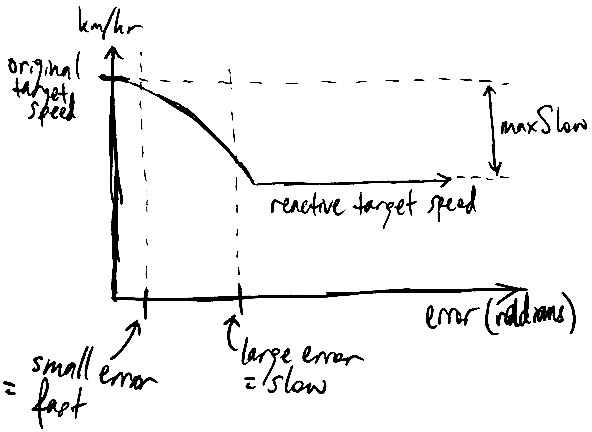 km/hr
original
target
speed
maxSlow
reactive target speed
error (radians)
small error
= fast
large error
= slow